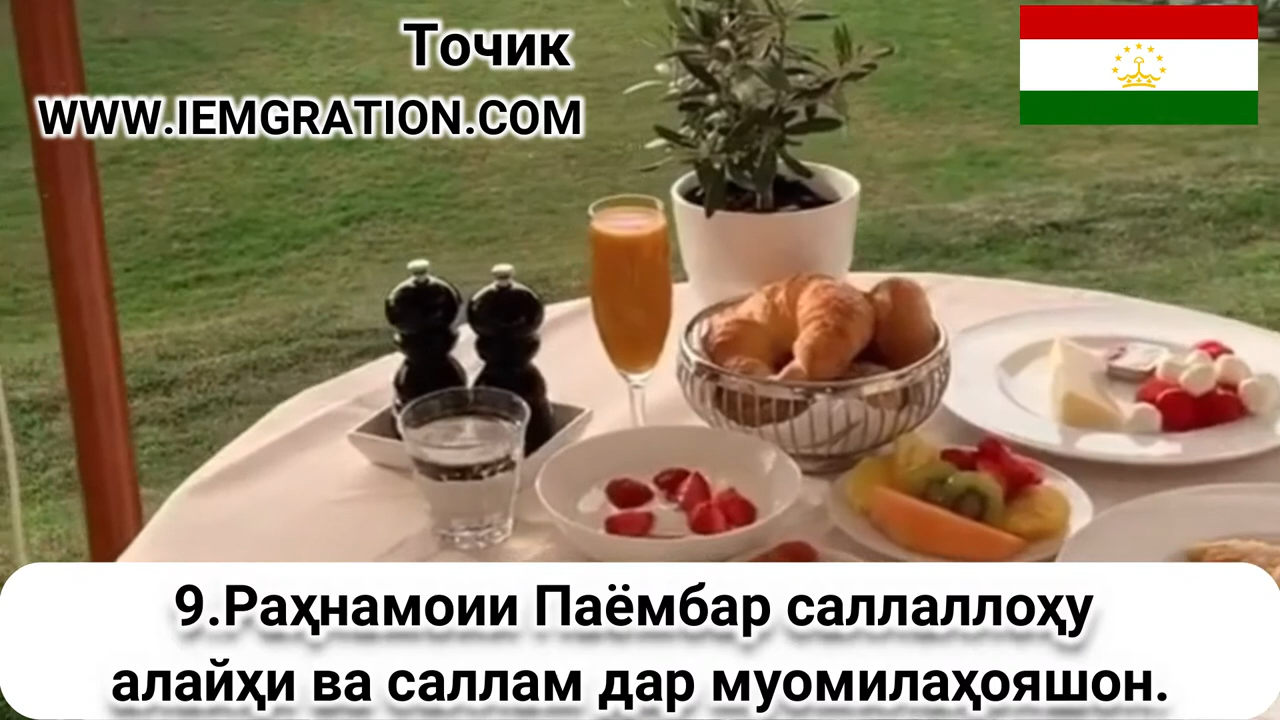 Точик
WWW.IEMGRATION.COM
9.Раҳнамоии Паёмбар саллаллоҳу
алайҳи ва саллам дар муомилаҳояшон.